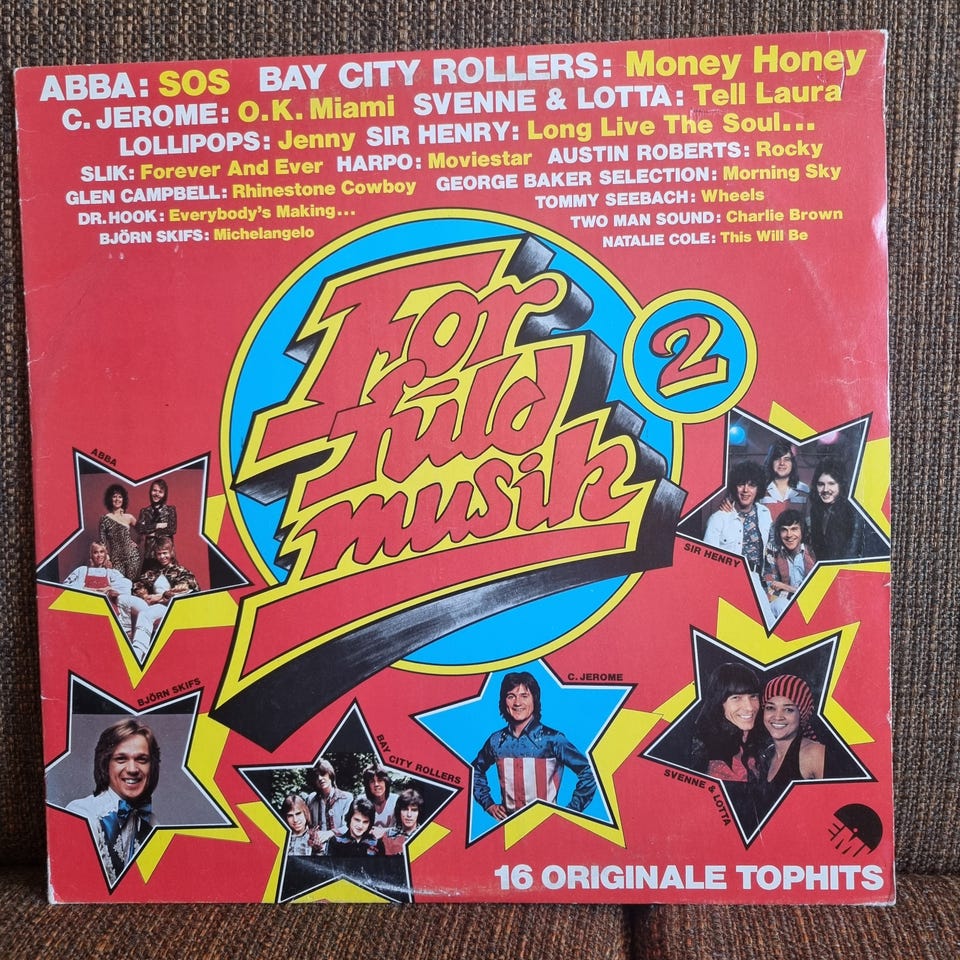 ABBA: SOS BAY CITY ROLLERS: Money Honey
C. JEROME: O.K. Miami SVENNE & LOTTA: Tell Laura
LOLLIPOPS: Jenny SIR HENRY: Long Live The Soul...
SLIK: Forever And Ever HARPO: Moviestar AUSTIN ROBERTS: Rocky
GLEN CAMPBELL: Rhinestone Cowboy GEORGE BAKER SELECTION: Morning Sky
DR. HOOK: Everybody's Making... TOMMY SEEBACH: Wheels
BJÖRN SKIFS: Michelangelo TWO MAN SOUND: Charlie Brown
NATALIE COLE: This Will Be
For
fuld
musik
2
ABBA
SIR HENRY
BJÖRN SKIFS
BAY CITY ROLLERS
C. JEROME
SVENNE & LOTTA
EMI
16 ORIGINALE TOPHITS